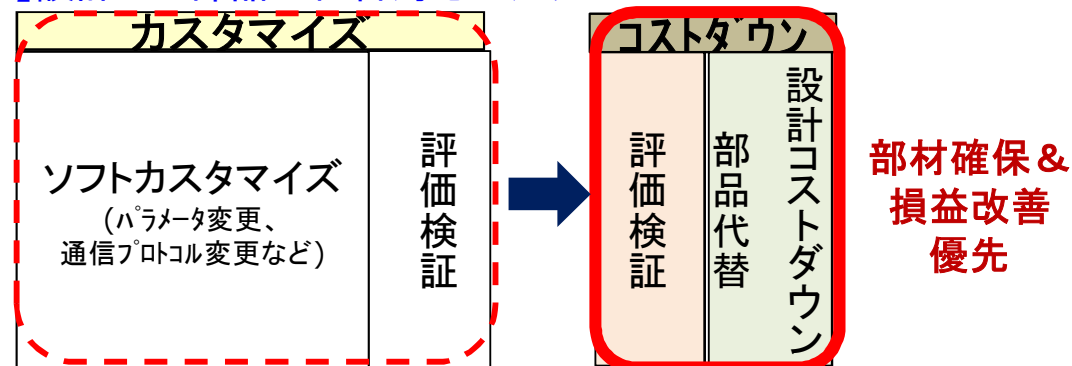 カスタマイズ
ソフトカスタマイズ
(パラメータ変更、
通信プロトコル変更など)
評価検証
コストダウン
評価検証
部品代替
設計コストダウン
部材確保＆
損益改善
優先